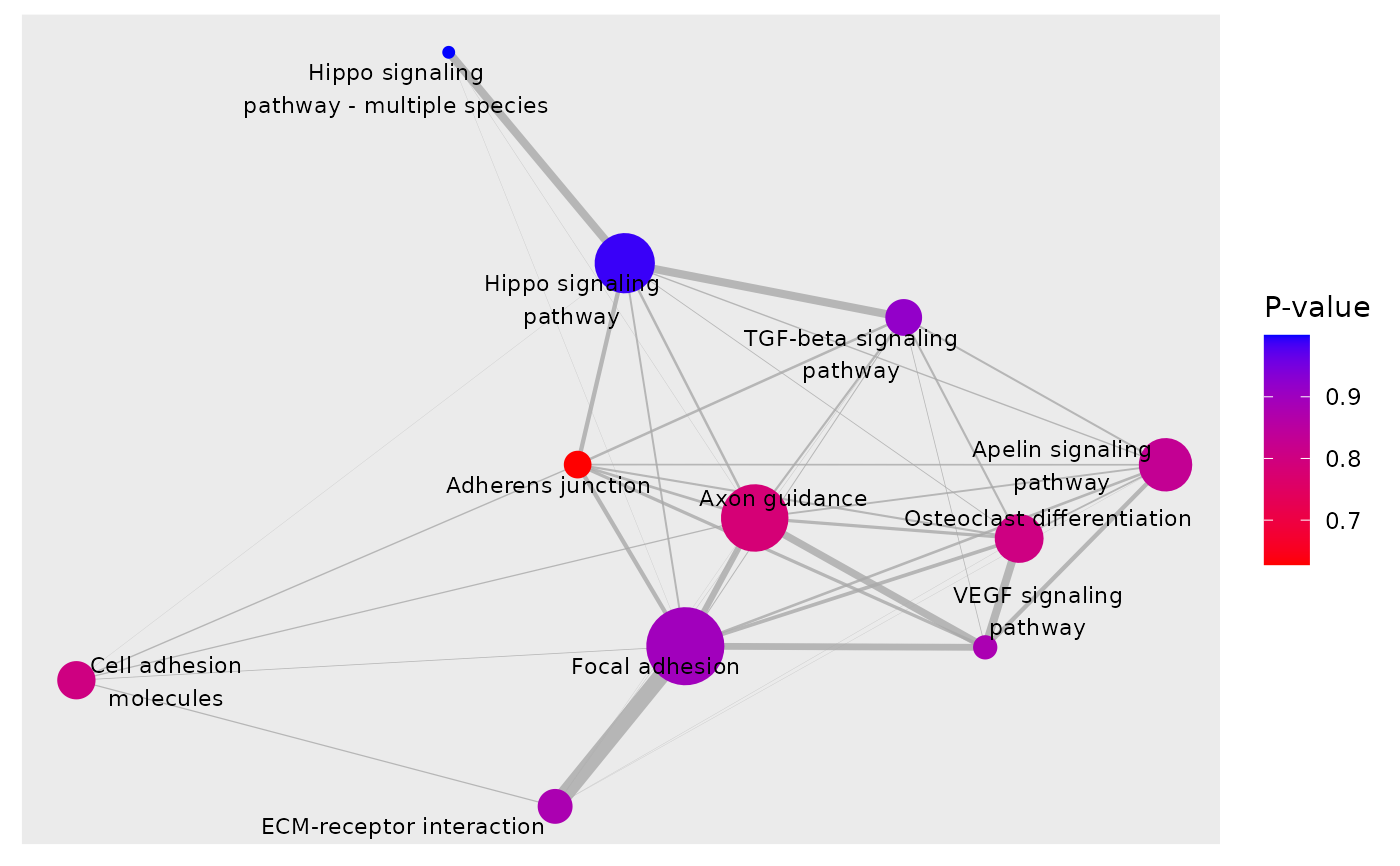 Hippo signaling
pathway - multiple species
Hippo signaling
pathway
TGF-beta signaling
pathway
Apelin signaling
pathway
Adherens junction
Axon guidance
Osteoclast differentiation
VEGF signaling
pathway
Cell adhesion
molecules
Focal adhesion
ECM-receptor interaction
P-value
0.9
0.8
0.7